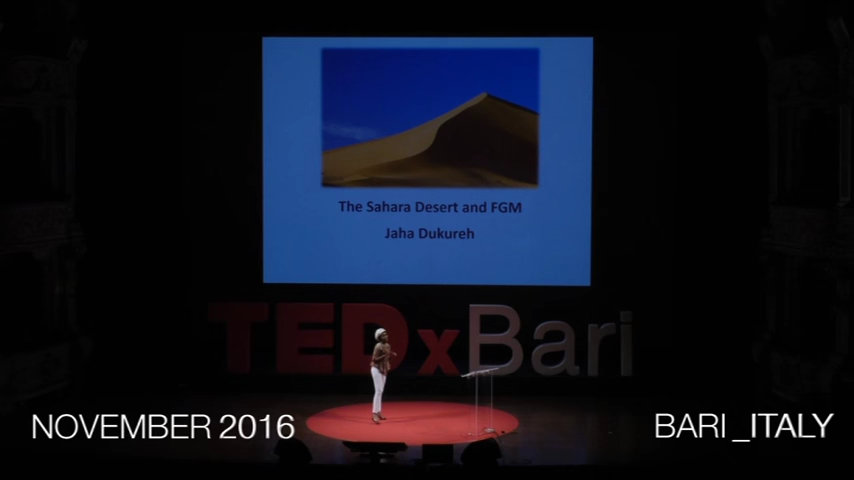 The Sahara Desert and FGM
Jaha Dukureh
TEDxBari
NOVEMBER 2016
BARI _ITALY